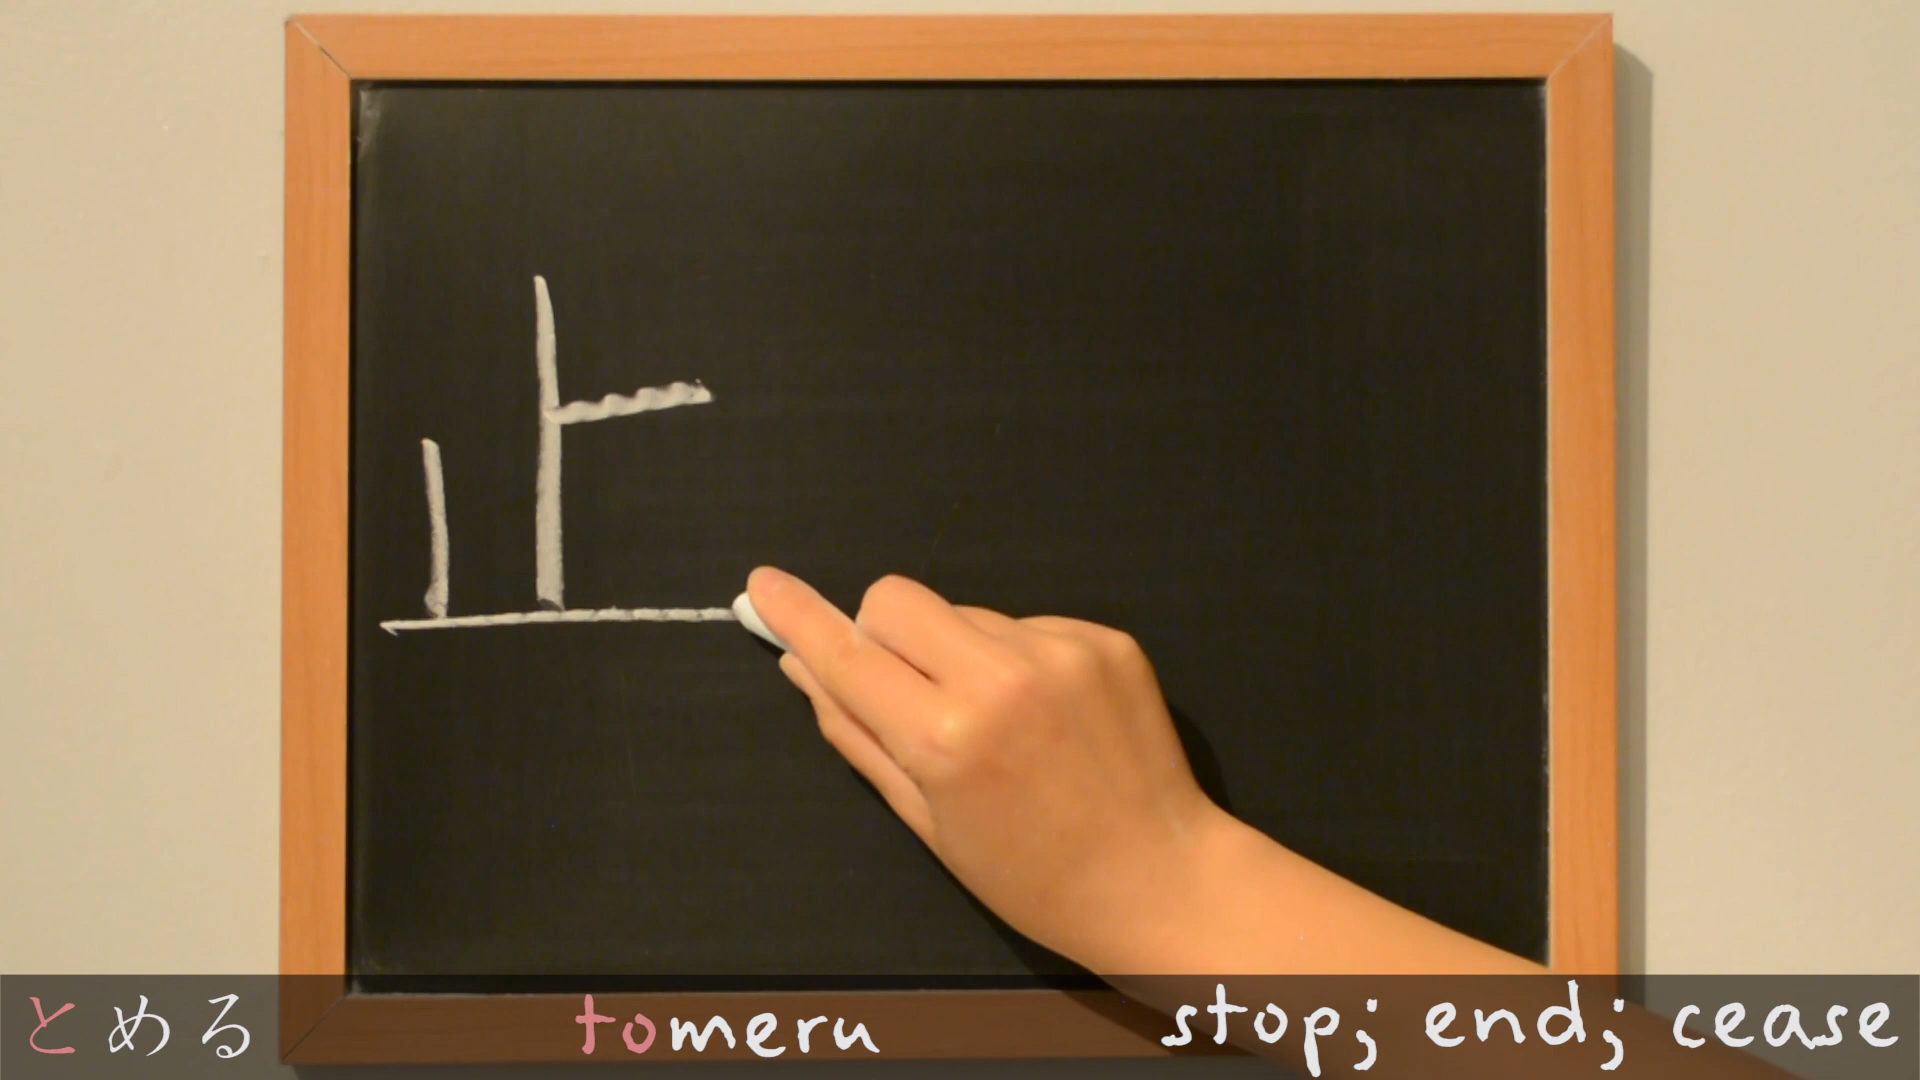 止
とめる tomeru stop; end; cease